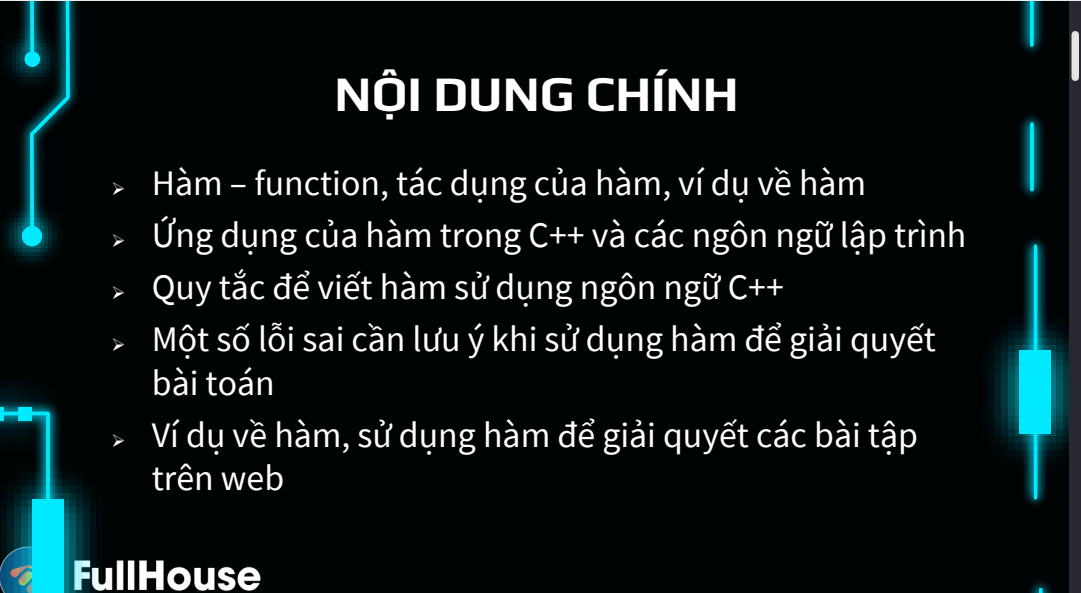 NỘI DUNG CHÍNH
Hàm – function, tác dụng của hàm, ví dụ về hàm
Ứng dụng của hàm trong C++ và các ngôn ngữ lập trình
Quy tắc để viết hàm sử dụng ngôn ngữ C++
Một số lỗi sai cần lưu ý khi sử dụng hàm để giải quyết
bài toán
Ví dụ về hàm, sử dụng hàm để giải quyết các bài tập
trên web
FullHouse